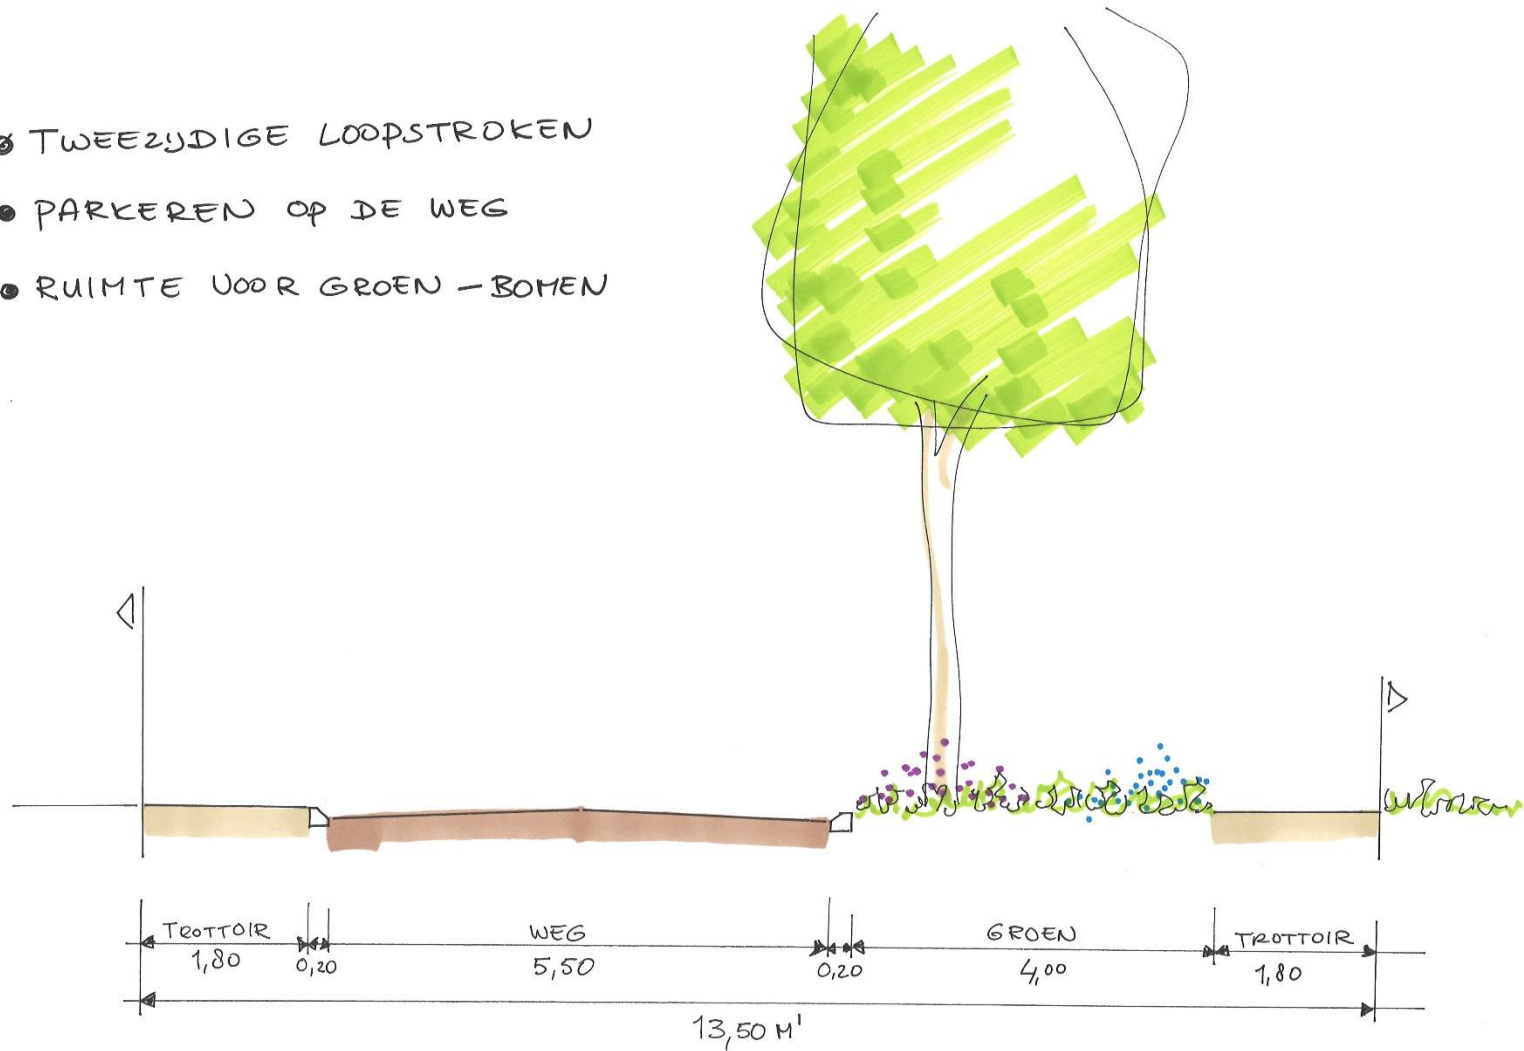 • TWEEZIJDIGE LOOPSTROKEN
• PARKEREN OP DE WEG
• RUIMTE VOOR GROEN – BOMEN
TROTTOIR WEG GROEN TROTTOIR
1,80 0,20 5,50 0,20 4,00 1,80
13,50 M'